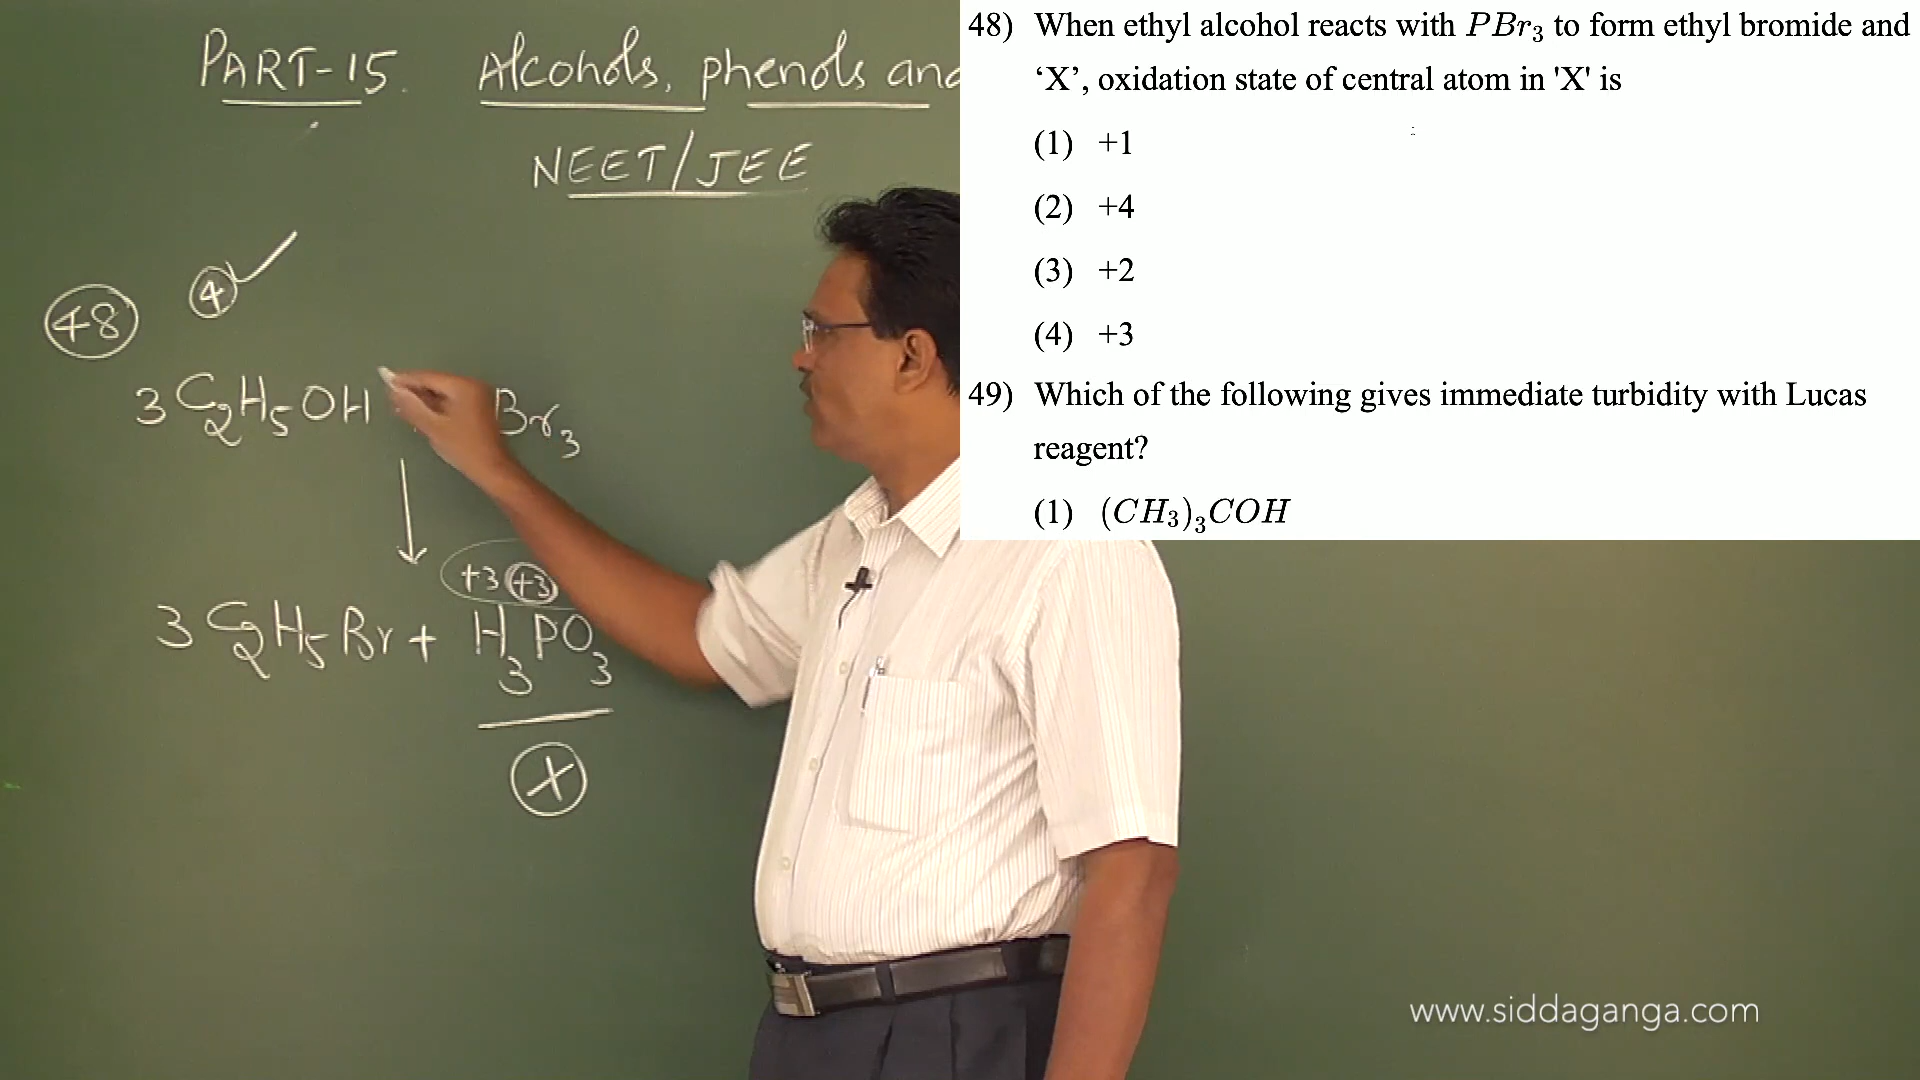 PART-15. Alcohols, phenols and
NEET/JEE
48 4
3C2H5OH Br3
+3 +3
3C2H5Br + H3PO3
X
48) When ethyl alcohol reacts with PBr3 to form ethyl bromide and
‘X’, oxidation state of central atom in 'X' is
(1) +1
(2) +4
(3) +2
(4) +3
49) Which of the following gives immediate turbidity with Lucas
reagent?
(1) (CH3)3COH
www.siddaganga.com